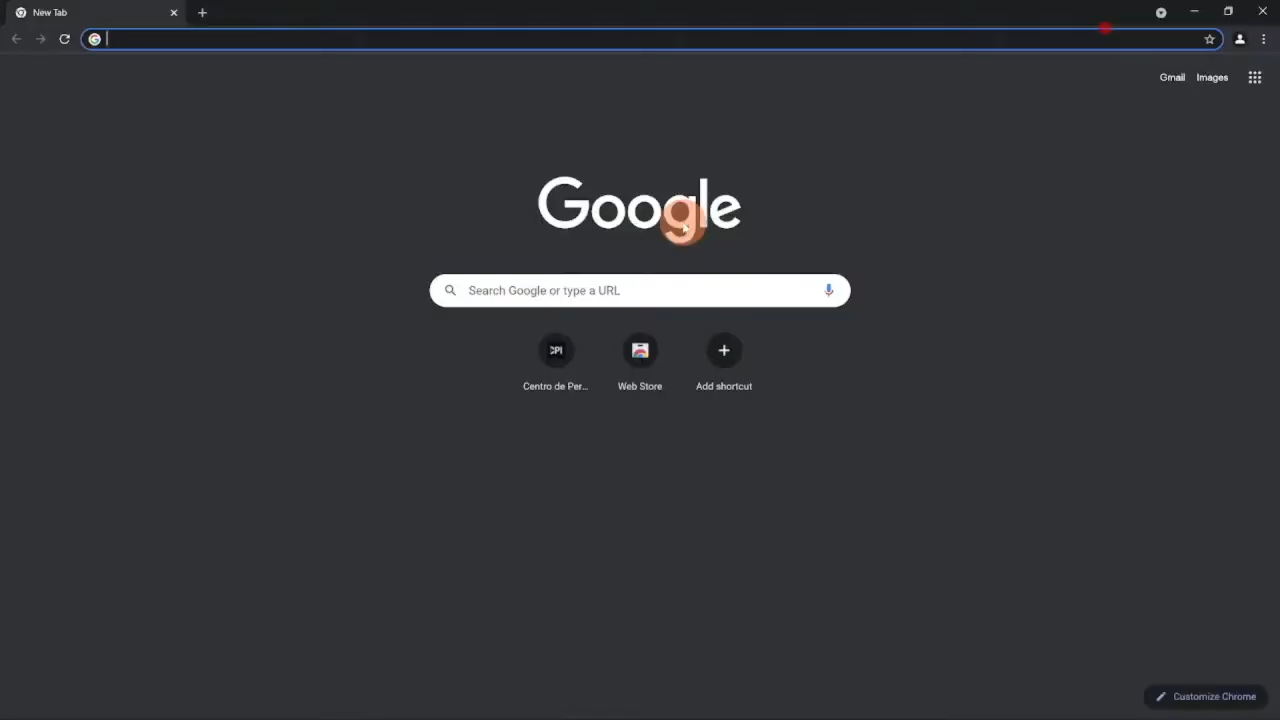 New Tab
Gmail Images
Google
Search Google or type a URL
CPI
Centro de Per... Web Store Add shortcut
Customize Chrome